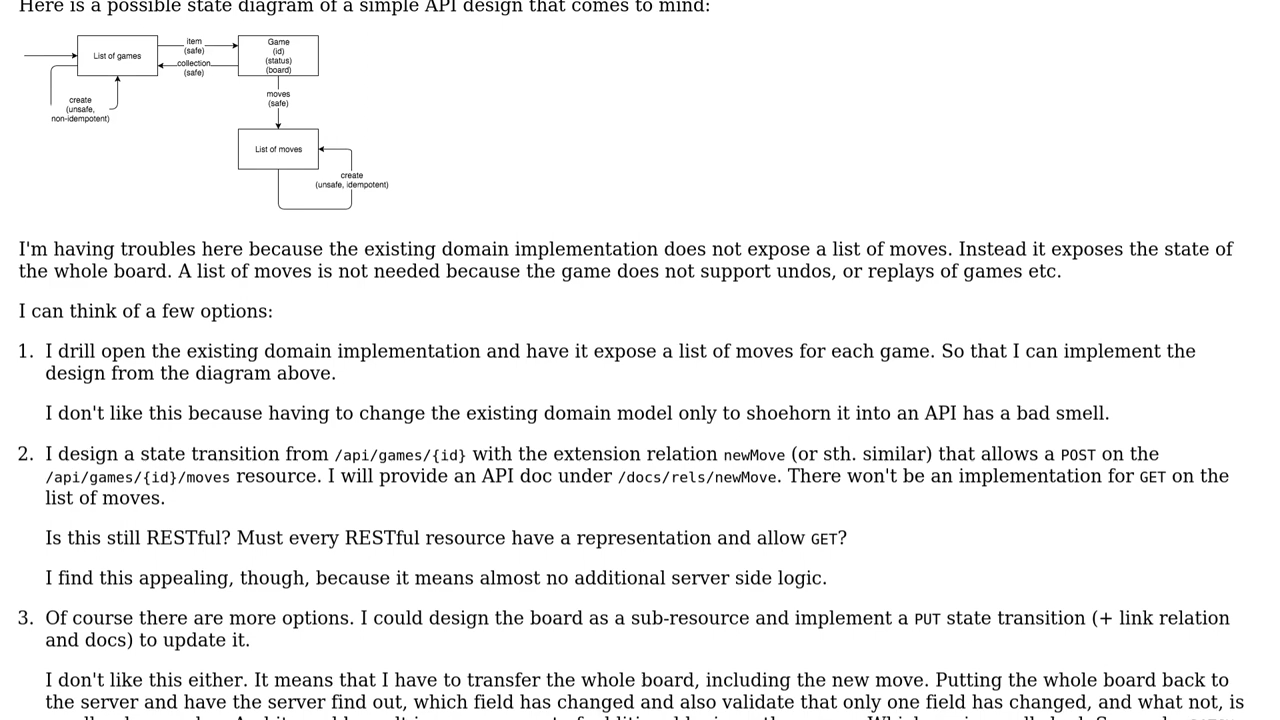 Here is a possible state diagram of a simple API design that comes to mind:
List of games
item
(safe)
collection
(safe)
Game
(id)
(status)
(board)
create
(unsafe,
non-idempotent)
moves
(safe)
List of moves
create
(unsafe, idempotent)
I'm having troubles here because the existing domain implementation does not expose a list of moves. Instead it exposes the state of
the whole board. A list of moves is not needed because the game does not support undos, or replays of games etc.
I can think of a few options:
1. I drill open the existing domain implementation and have it expose a list of moves for each game. So that I can implement the
design from the diagram above.
I don't like this because having to change the existing domain model only to shoehorn it into an API has a bad smell.
2. I design a state transition from /api/games/{id} with the extension relation newMove (or sth. similar) that allows a POST on the
/api/games/{id}/moves resource. I will provide an API doc under /docs/rels/newMove. There won't be an implementation for GET on the
list of moves.
Is this still RESTful? Must every RESTful resource have a representation and allow GET?
I find this appealing, though, because it means almost no additional server side logic.
3. Of course there are more options. I could design the board as a sub-resource and implement a PUT state transition (+ link relation
and docs) to update it.
I don't like this either. It means that I have to transfer the whole board, including the new move. Putting the whole board back to
the server and have the server find out, which field has changed and also validate that only one field has changed, and what not, is